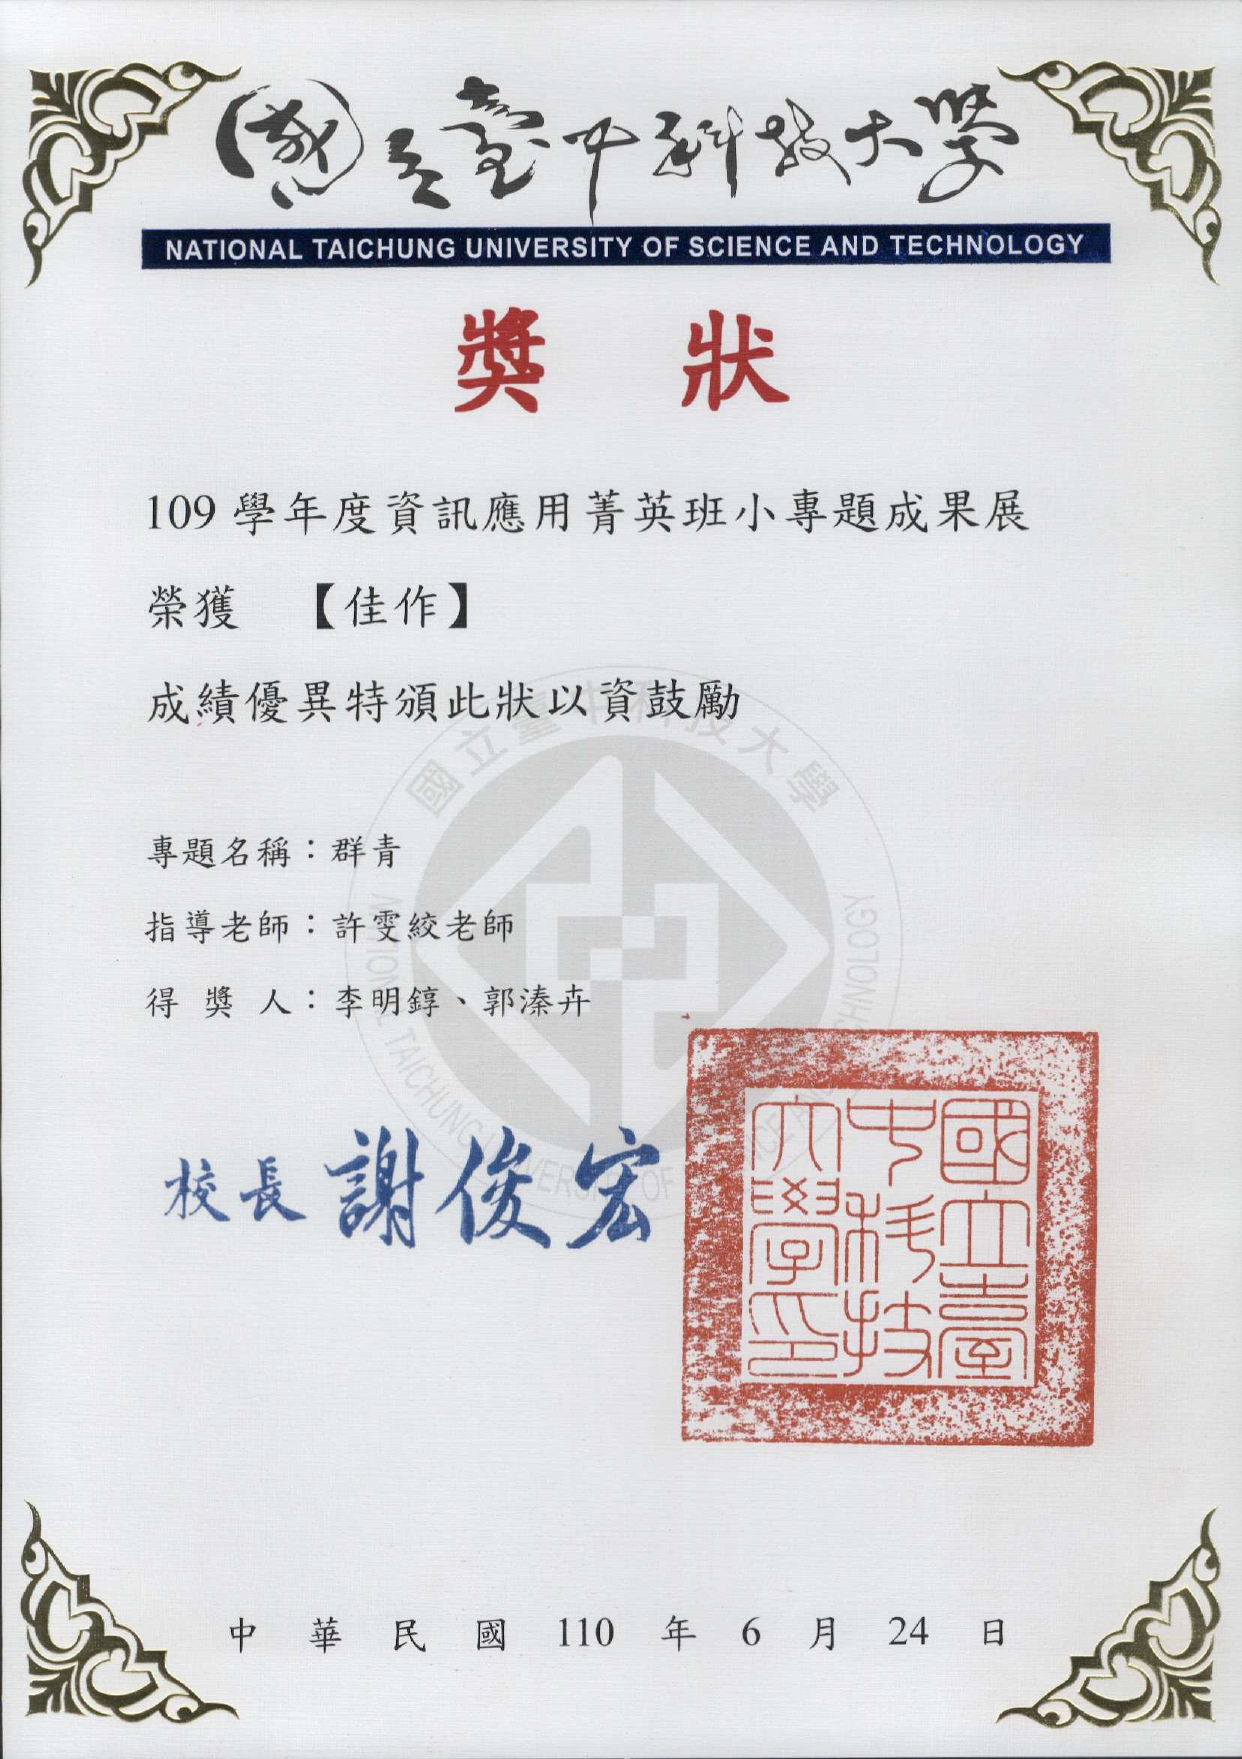 國立臺中科技大學
NATIONAL TAICHUNG UNIVERSITY OF SCIENCE AND TECHNOLOGY
獎 狀
109 學年度資訊應用菁英班小專題成果展
榮獲 【佳作】
成績優異特頒此狀以資鼓勵
專題名稱：群青
指導老師：許雯絞老師
得 獎 人：李明錞、郭溱卉
校長 謝俊宏
國立臺中科技大學印
中 華 民 國 110 年 6 月 24 日
國立臺中科技大學
NATIONAL TAICHUNG UNIVERSITY OF SCIENCE AND TECHNOLOGY